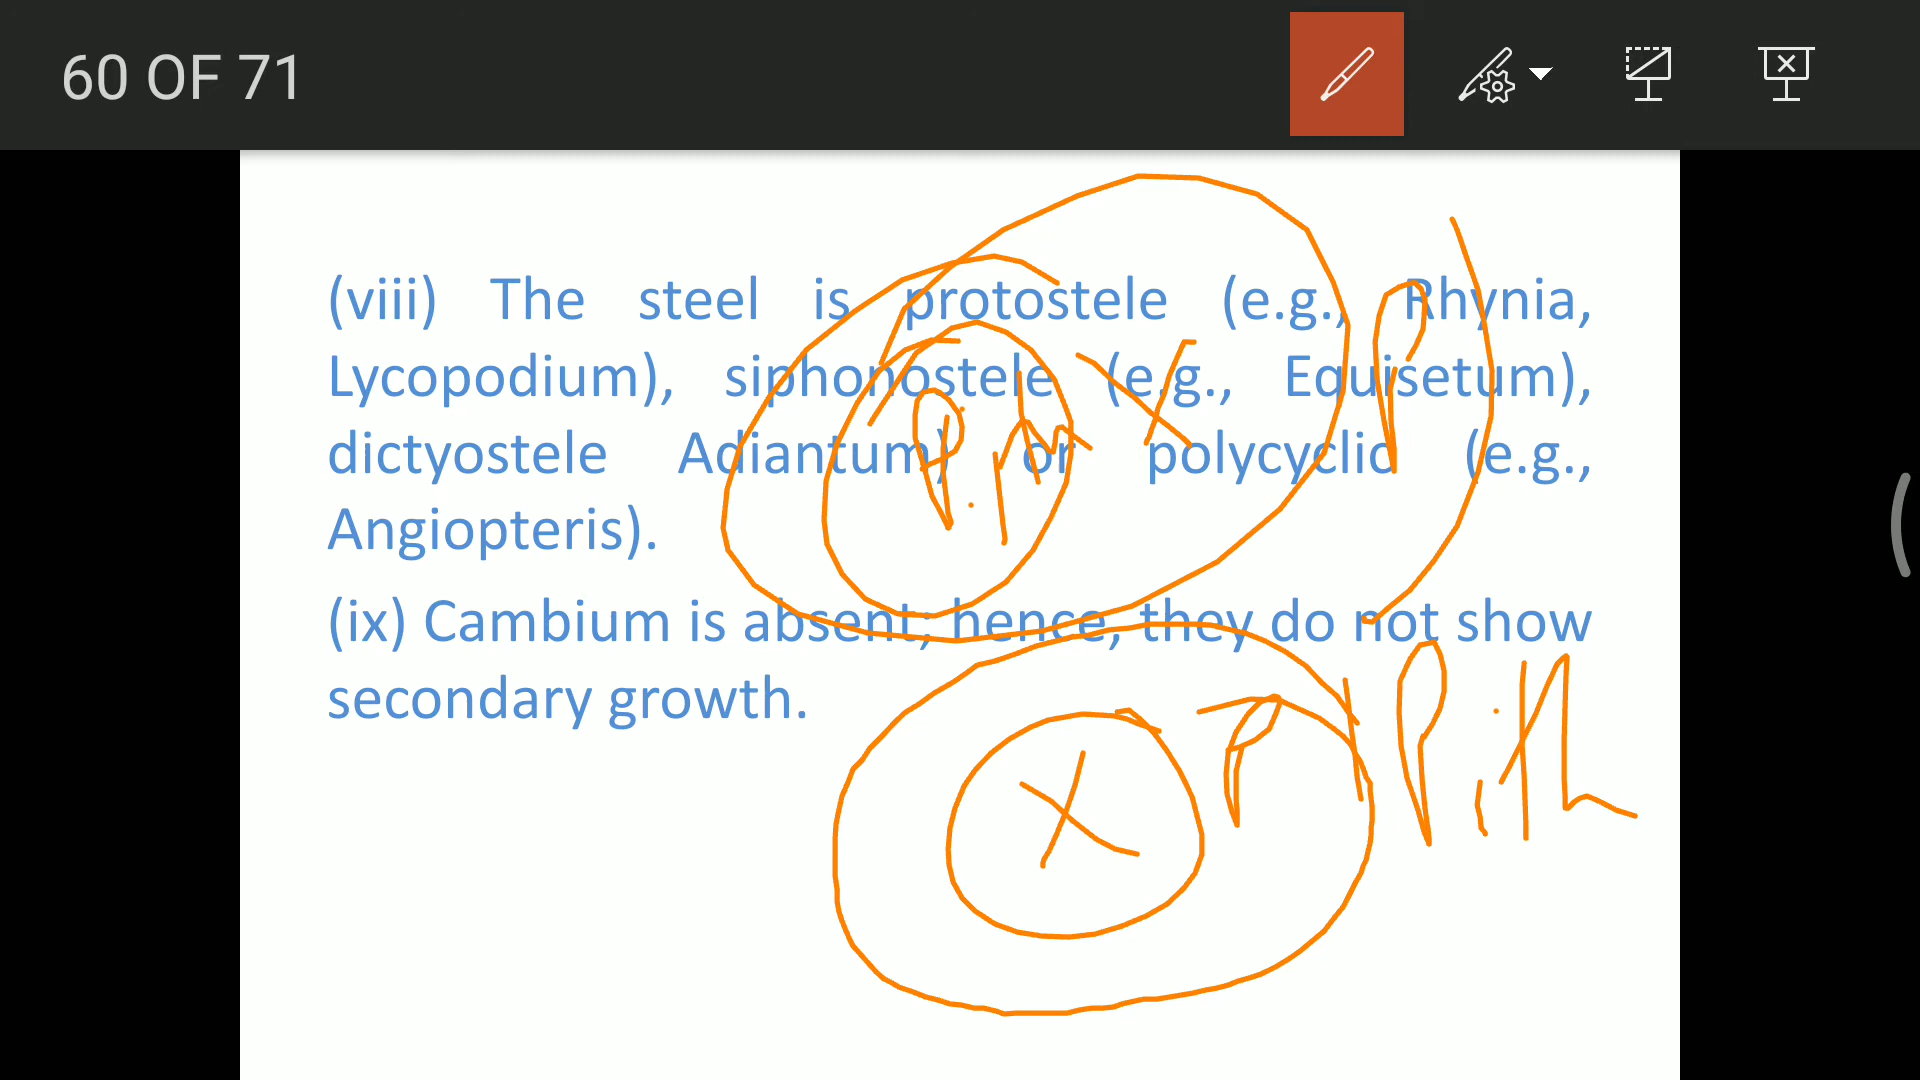 60 OF 71
(viii) The steel is protostele (e.g., Rhynia,
Lycopodium), siphonostele (e.g., Equisetum),
dictyostele Adiantum) or polycyclic (e.g.,
Angiopteris).
(ix) Cambium is absent; hence, they do not show
secondary growth.
Pith X P
X P Pith